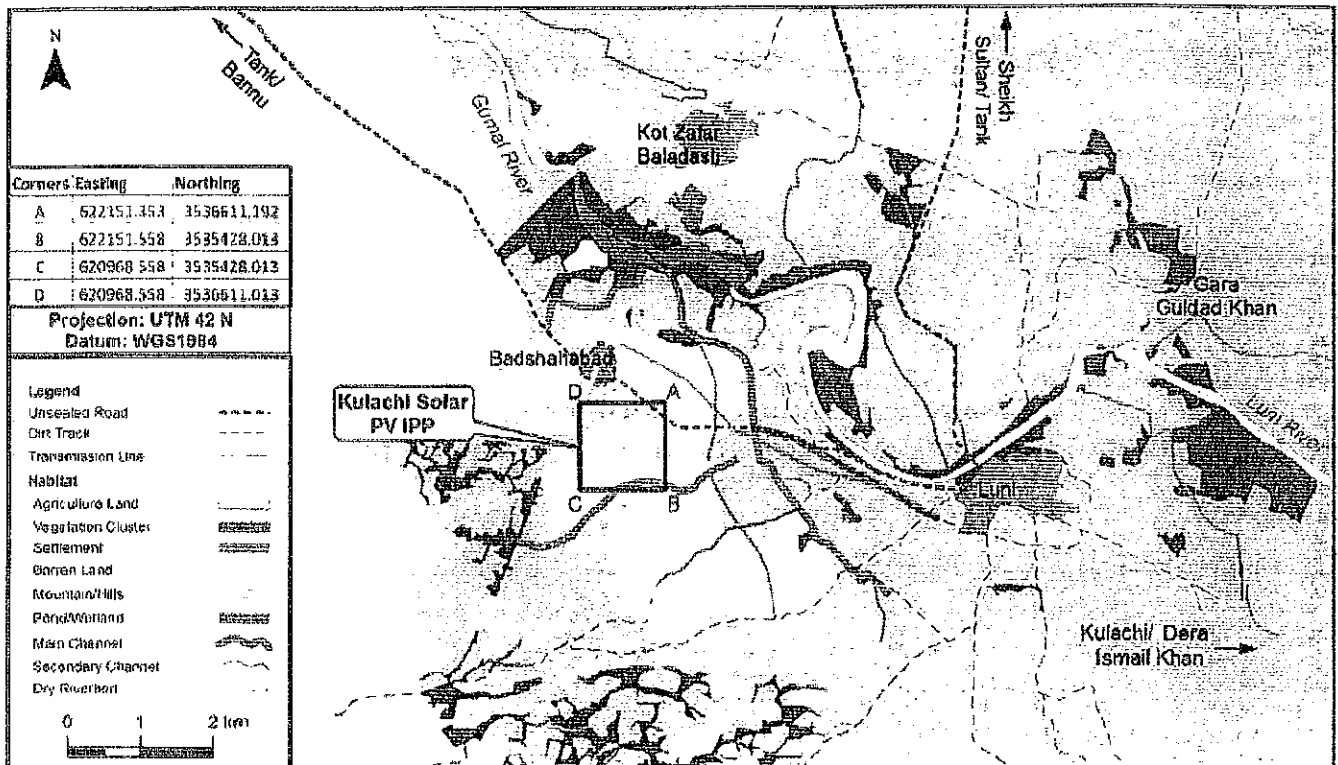 N
Tank/
Bannu
Gumal River
Kot Zafar
Baladasti
Sheikh
Sultan/ Tank
Corners Easting Northing
A 622151.353 3536611.192
B 622151.558 3535428.013
C 620968.558 3535428.013
D 620968.558 3536611.013
Projection: UTM 42 N
Datum: WGS1984
Gara
Guldad Khan
Badshahabad
Legend
Unsealed Road
Dirt Track
Transmission Line
Habitat
Agriculture Land
Vegetation Cluster
Settlement
Barren Land
Mountain/Hills
Pond/Wetland
Main Channel
Secondary Channel
Dry Riverbed
Kulachi Solar
PV IPP
D A
C B
Luni River
Luni
Kulachi/ Dera
Ismail Khan
0 1 2 km